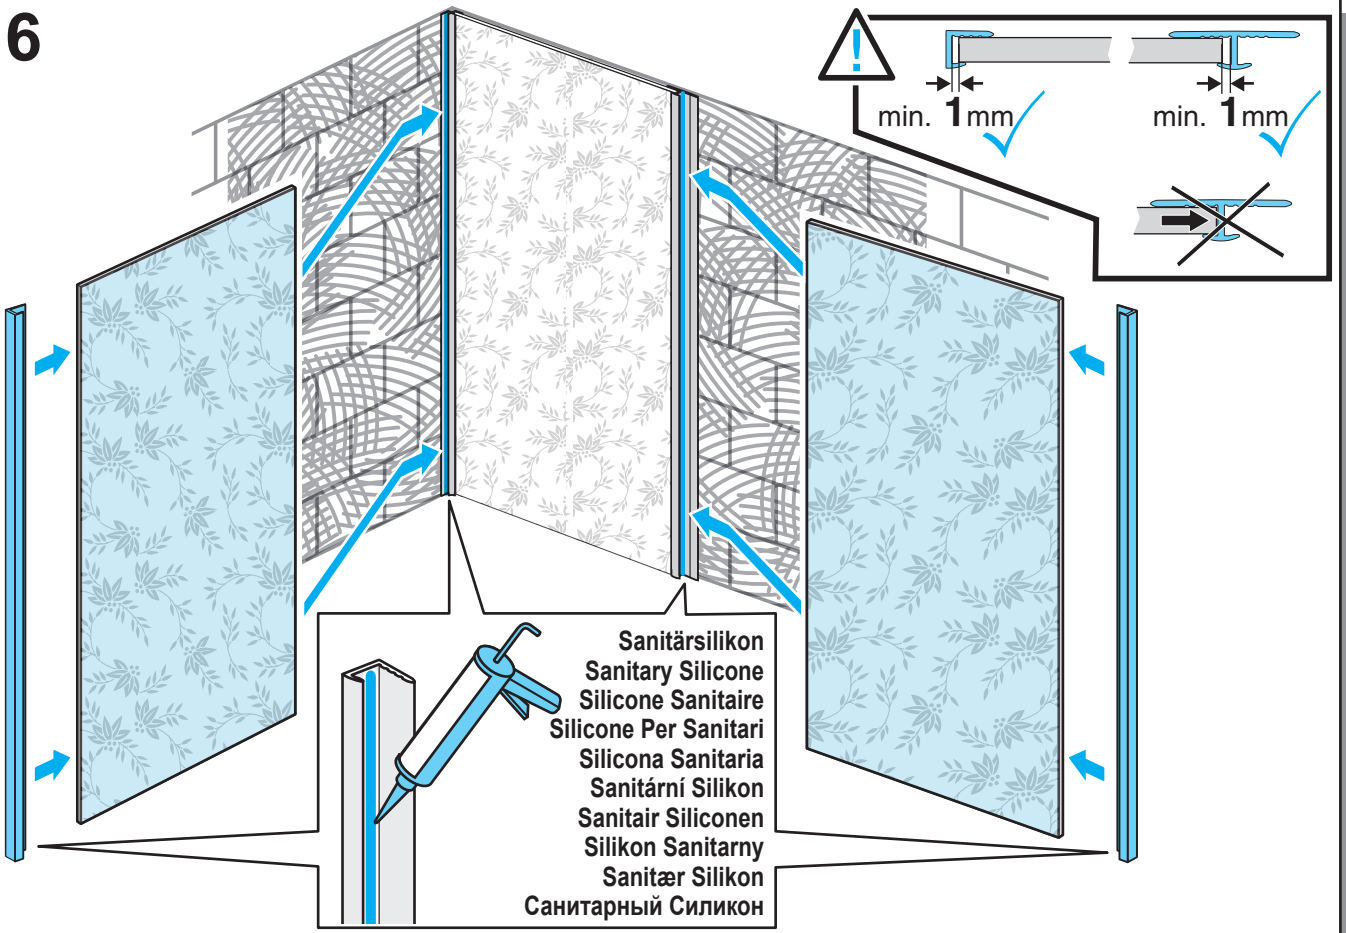 6
!
min. 1mm
min. 1mm
Sanitärsilikon
Sanitary Silicone
Silicone Sanitaire
Silicone Per Sanitari
Silicona Sanitaria
Sanitární Silikon
Sanitair Siliconen
Silikon Sanitarny
Sanitær Silikon
Санитарный Силикон